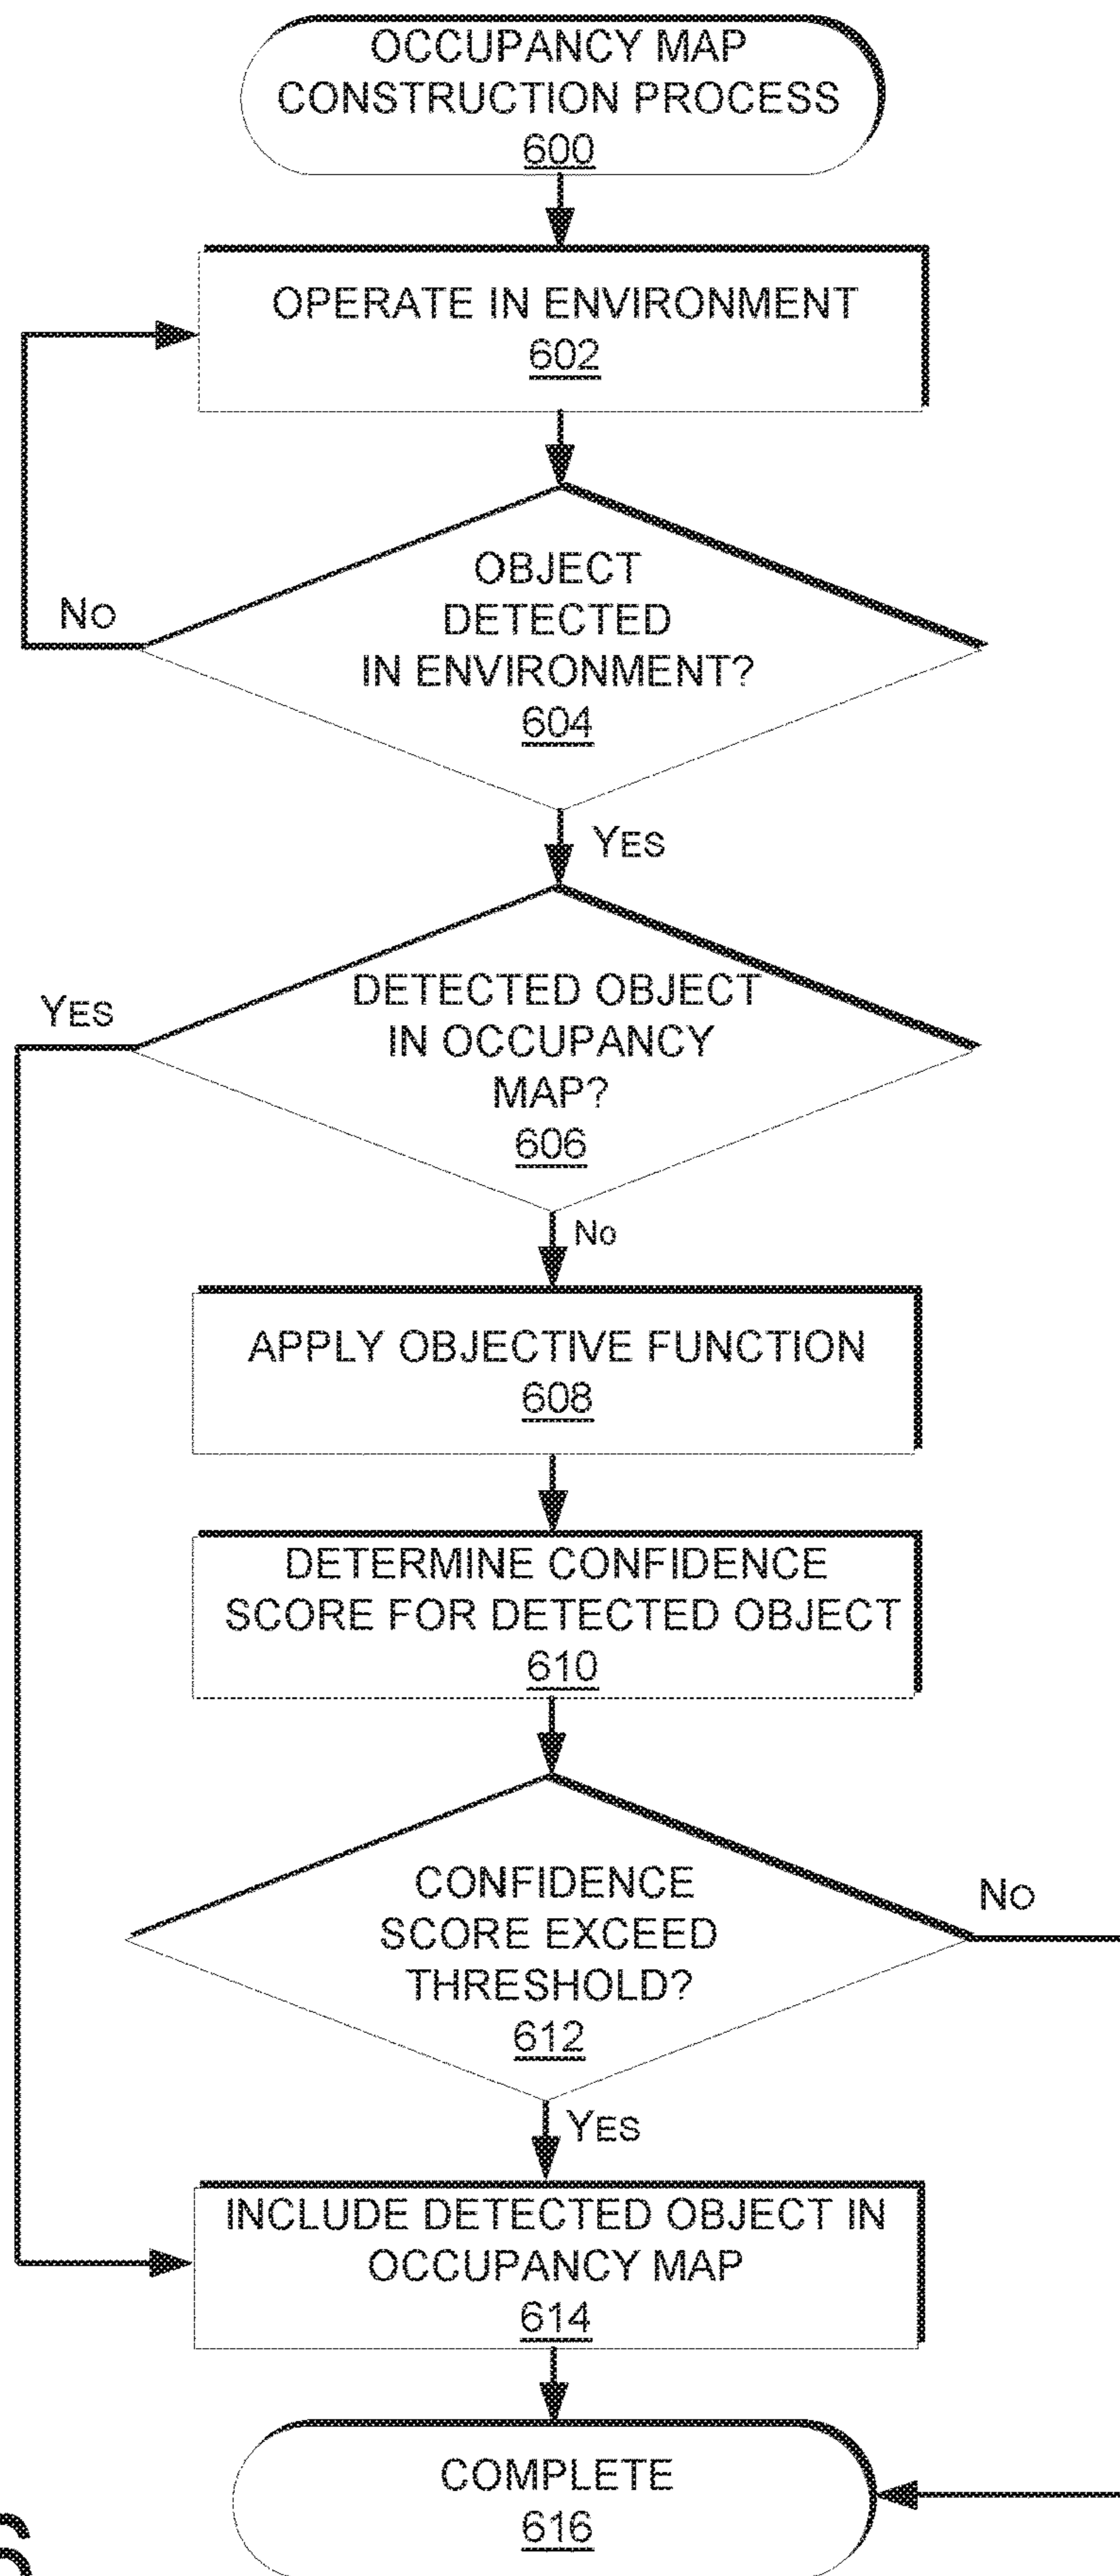 OCCUPANCY MAP
CONSTRUCTION PROCESS
600
OPERATE IN ENVIRONMENT
602
OBJECT
DETECTED
IN ENVIRONMENT?
604
NO
YES
DETECTED OBJECT
IN OCCUPANCY
MAP?
606
YES
NO
APPLY OBJECTIVE FUNCTION
608
DETERMINE CONFIDENCE
SCORE FOR DETECTED OBJECT
610
CONFIDENCE
SCORE EXCEED
THRESHOLD?
612
NO
YES
INCLUDE DETECTED OBJECT IN
OCCUPANCY MAP
614
COMPLETE
616